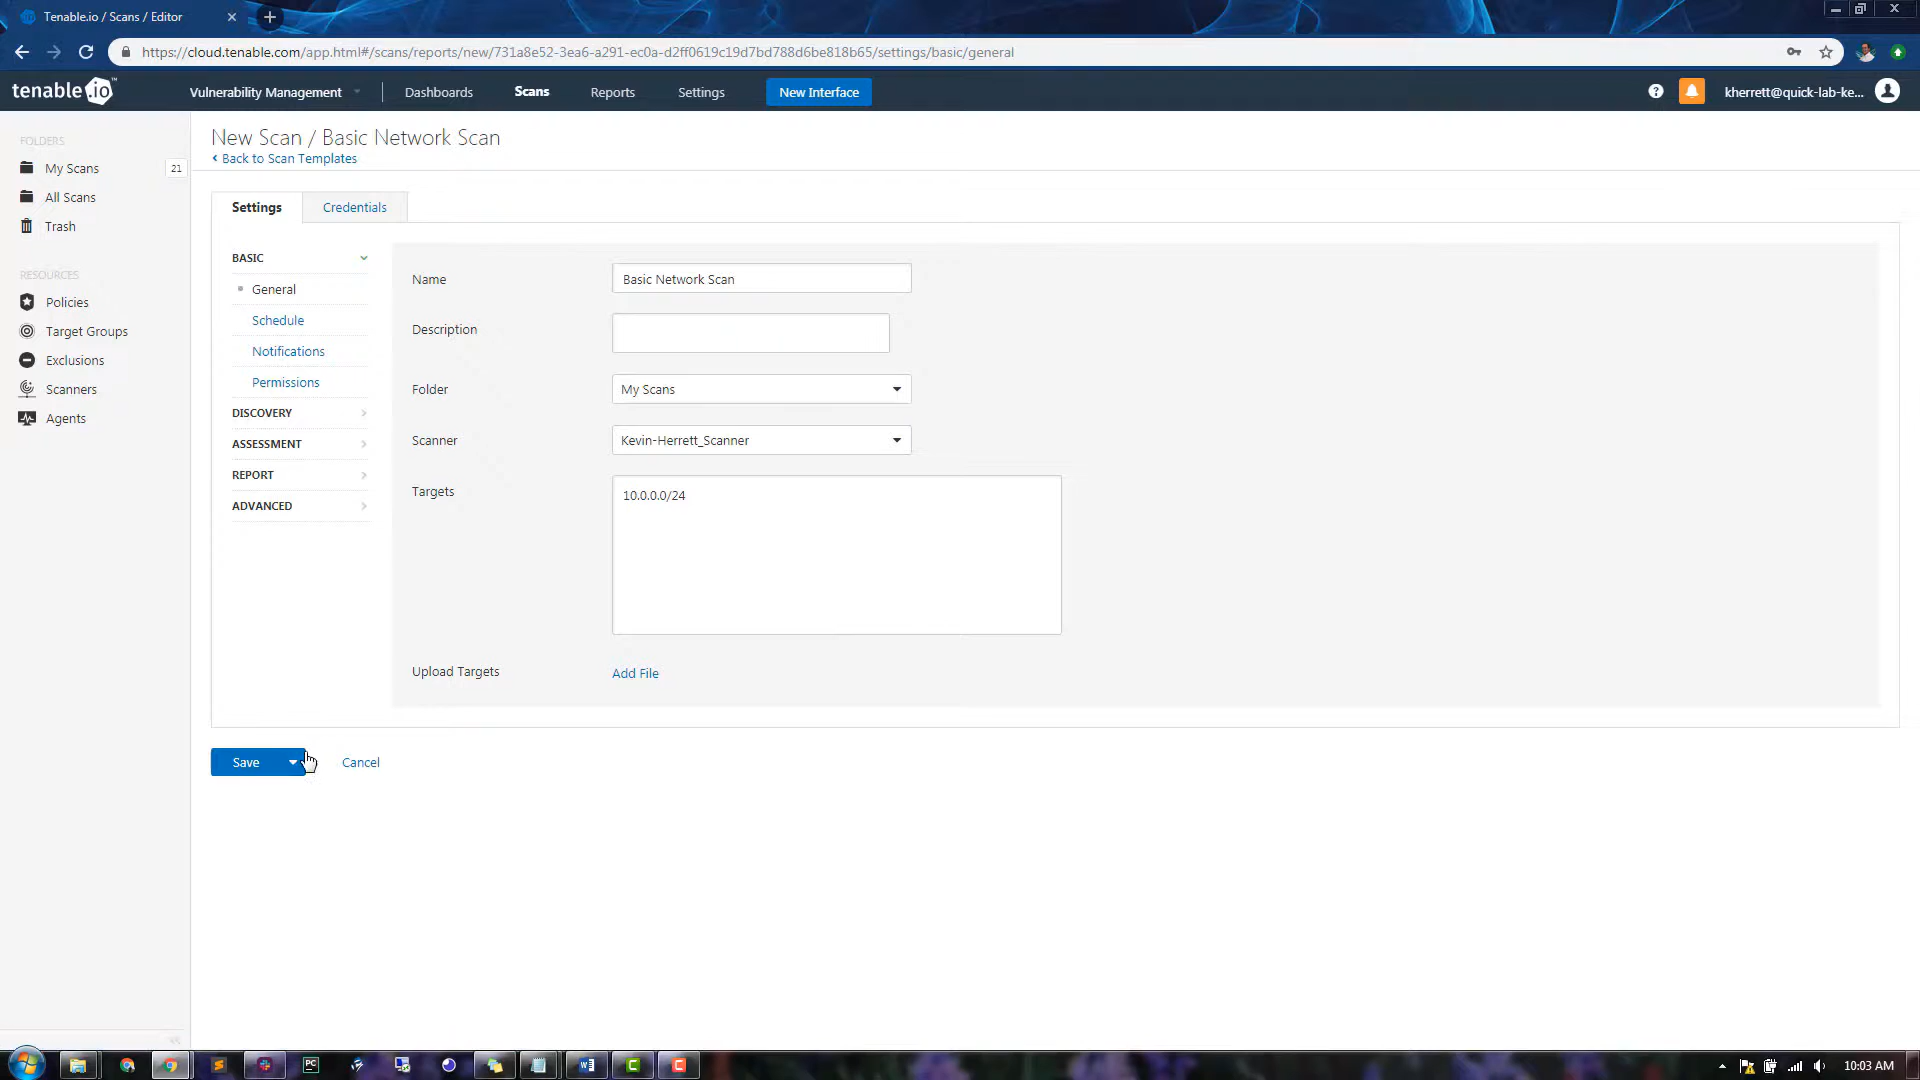 Tenable.io / Scans / Editor
https://cloud.tenable.com/app.html#/scans/reports/new/731a8e52-3ea6-a291-ec0a-d2ff0619c19d7bd788d6be818b65/settings/basic/general
tenable.io™ Vulnerability Management Dashboards Scans Reports Settings New Interface kherrett@quick-lab-ke...
FOLDERS
My Scans 21
All Scans
Trash
RESOURCES
Policies
Target Groups
Exclusions
Scanners
Agents
New Scan / Basic Network Scan
Back to Scan Templates
Settings Credentials
BASIC
General
Schedule
Notifications
Permissions
DISCOVERY
ASSESSMENT
REPORT
ADVANCED
Name Basic Network Scan
Description
Folder My Scans
Scanner Kevin-Herrett_Scanner
Targets 10.0.0.0/24
Upload Targets Add File
Save Cancel
10:03 AM